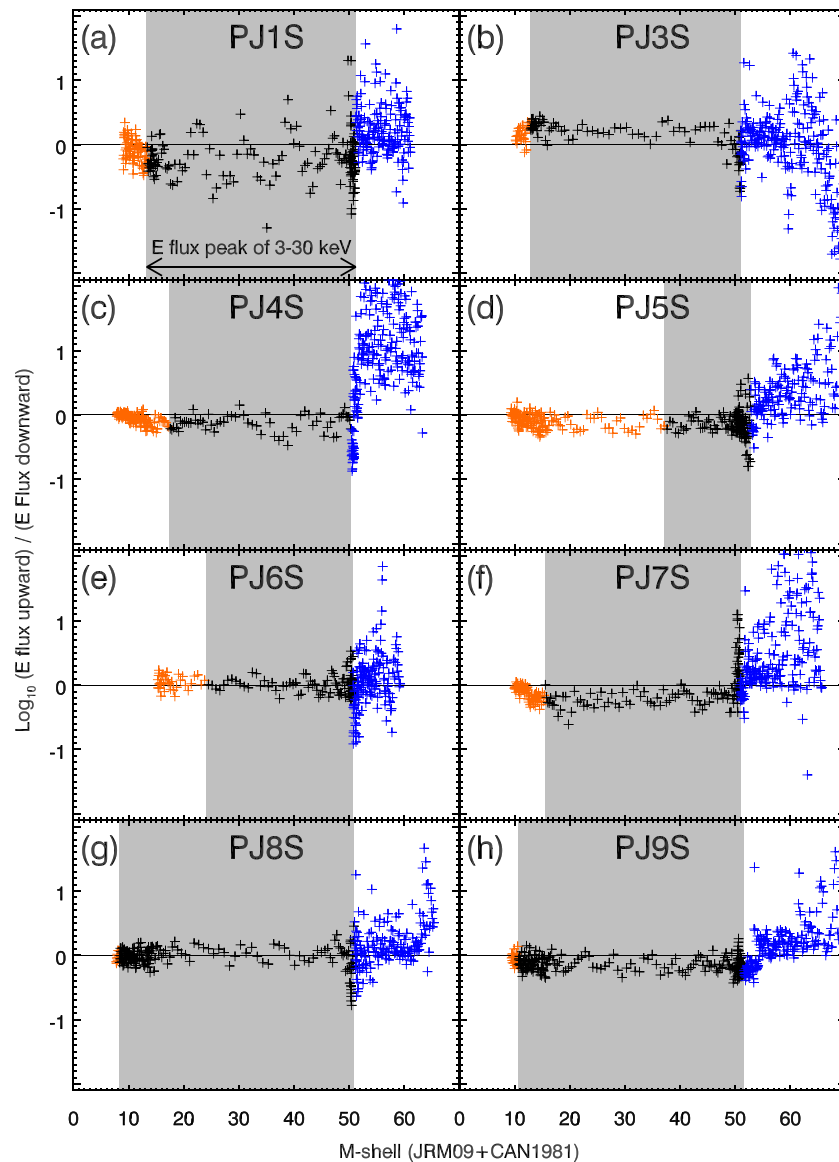 (a) PJ1S (b) PJ3S
1
0
-1
E flux peak of 3-30 keV
(c) PJ4S (d) PJ5S
1
0
-1
(e) PJ6S (f) PJ7S
1
0
-1
(g) PJ8S (h) PJ9S
1
0
-1
0 10 20 30 40 50 60 0 10 20 30 40 50 60
M-shell (JRM09+CAN1981)
Log₁₀ (E flux upward) / (E Flux downward)